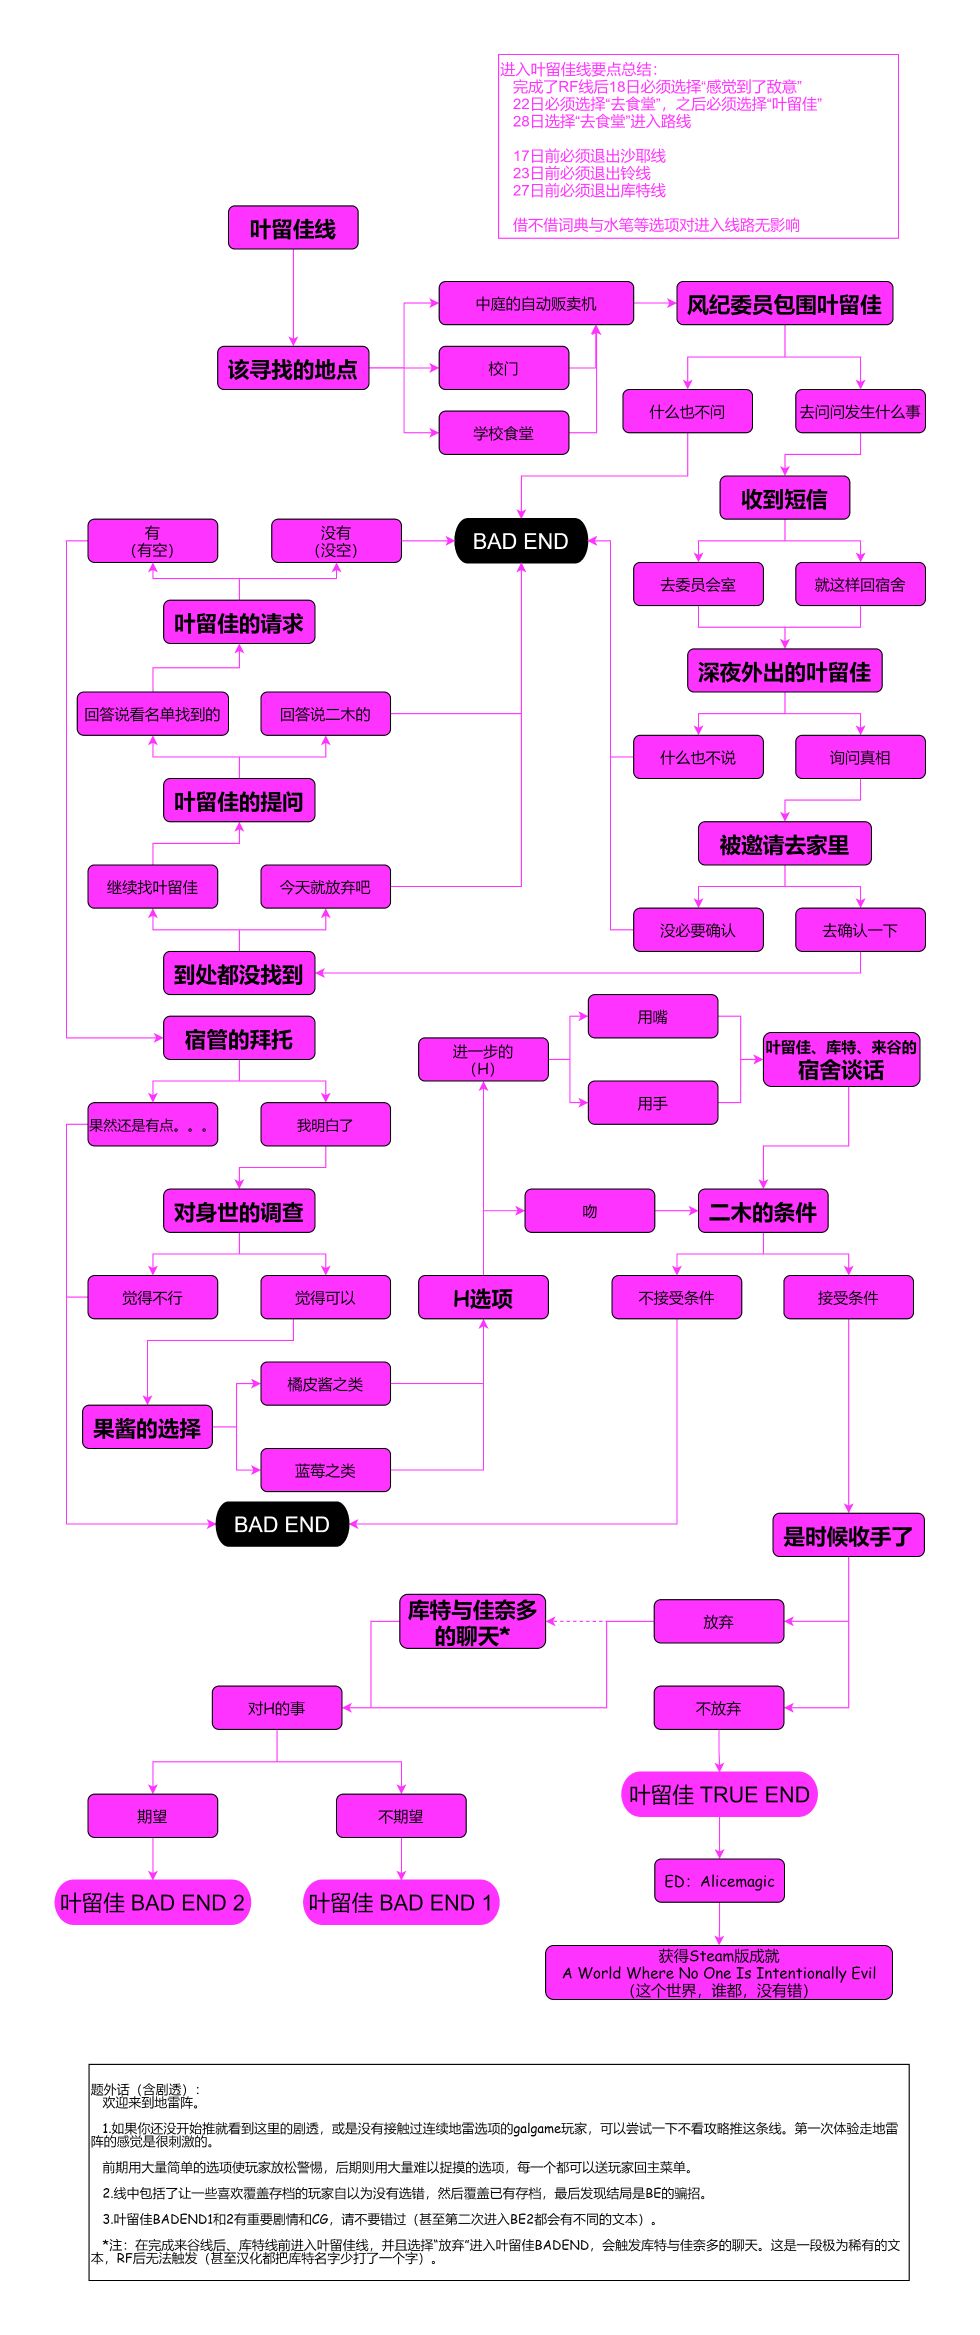 进入叶留佳线要点总结：
完成了RF线后18日必须选择“感觉到了敌意”
22日必须选择“去食堂”，之后必须选择“叶留佳”
28日选择“去食堂”进入路线
17日前必须退出沙耶线
23日前必须退出铃线
27日前必须退出库特线
借不借词典与水笔等选项对进入线路无影响
叶留佳线
该寻找的地点
中庭的自动贩卖机
校门
学校食堂
风纪委员包围叶留佳
什么也不问
去问问发生什么事
收到短信
BAD END
有
（有空）
没有
（没空）
去委员会室
就这样回宿舍
叶留佳的请求
深夜外出的叶留佳
回答说看名单找到的
回答说二木的
什么也不说
询问真相
叶留佳的提问
被邀请去家里
继续找叶留佳
今天就放弃吧
没必要确认
去确认一下
到处都没找到
宿管的拜托
进一步的
（H）
用嘴
用手
叶留佳、库特、来谷的
宿舍谈话
果然还是有点。。。
我明白了
对身世的调查
吻
二木的条件
觉得不行
觉得可以
H选项
不接受条件
接受条件
橘皮酱之类
果酱的选择
蓝莓之类
BAD END
是时候收手了
库特与佳奈多
的聊天*
放弃
对H的事
不放弃
期望
不期望
叶留佳 TRUE END
叶留佳 BAD END 2
叶留佳 BAD END 1
ED：Alicemagic
获得Steam版成就
A World Where No One Is Intentionally Evil
（这个世界，谁都，没有错）
题外话（含剧透）：
欢迎来到地雷阵。
1.如果你还没开始推就看到这里的剧透，或是没有接触过连续地雷选项的galgame玩家，可以尝试一下不看攻略推这条线。第一次体验走地雷
阵的感觉是很刺激的。
前期用大量简单的选项使玩家放松警惕，后期则用大量难以捉摸的选项，每一个都可以送玩家回主菜单。
2.线中包括了让一些喜欢覆盖存档的玩家自以为没有选错，然后覆盖已有存档，最后发现结局是BE的骗招。
3.叶留佳BADEND1和2有重要剧情和CG，请不要错过（甚至第二次进入BE2都会有不同的文本）。
*注：在完成来谷线后、库特线前进入叶留佳线，并且选择“放弃”进入叶留佳BADEND，会触发库特与佳奈多的聊天。这是一段极为稀有的文
本，RF后无法触发（甚至汉化都把库特名字少打了一个字）。